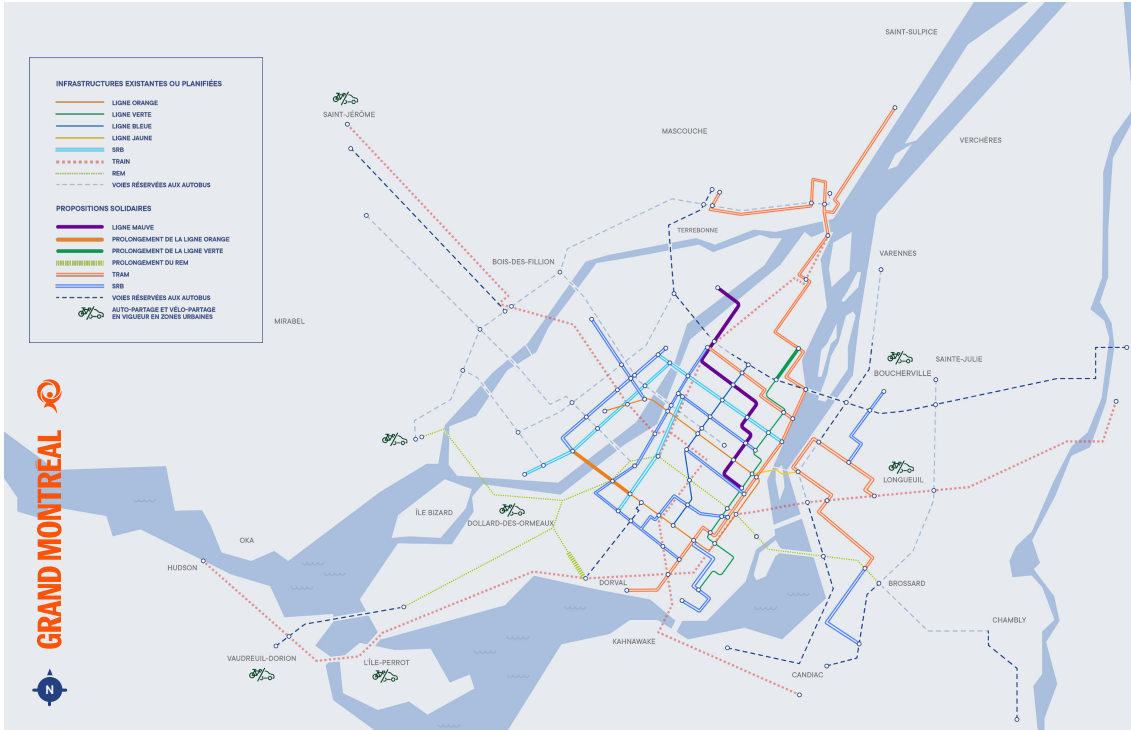 INFRASTRUCTURES EXISTANTES OU PLANIFIÉES
LIGNE ORANGE
LIGNE VERTE
LIGNE BLEUE
LIGNE JAUNE
SRB
TRAIN
REM
VOIES RÉSERVÉES AUX AUTOBUS
PROPOSITIONS SOLIDAIRES
LIGNE MAUVE
PROLONGEMENT DE LA LIGNE ORANGE
PROLONGEMENT DE LA LIGNE VERTE
PROLONGEMENT DU REM
TRAM
SRB
VOIES RÉSERVÉES AUX AUTOBUS
AUTO-PARTAGE ET VÉLO-PARTAGE
EN VIGUEUR EN ZONES URBAINES
GRAND MONTRÉAL
N
SAINT-SULPICE
SAINT-JÉRÔME
MASCOUCHE
VERCHÈRES
TERREBONNE
VARENNES
BOIS-DES-FILLION
MIRABEL
SAINTE-JULIE
BOUCHERVILLE
LONGUEUIL
ÎLE BIZARD
DOLLARD-DES-ORMEAUX
OKA
HUDSON
DORVAL
BROSSARD
CHAMBLY
KAHNAWAKE
VAUDREUIL-DORION
L'ÎLE-PERROT
CANDIAC